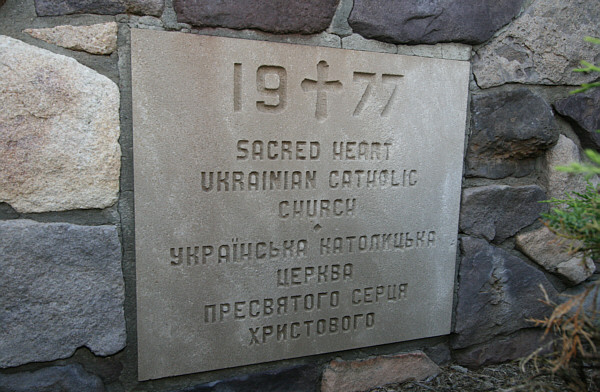 19 ✝ 77
SACRED HEART
UKRAINIAN CATHOLIC
CHURCH
УКРАЇНСЬКА КАТОЛИЦЬКА
ЦЕРКВА
ПРЕСВЯТОГО СЕРЦЯ
ХРИСТОВОГО